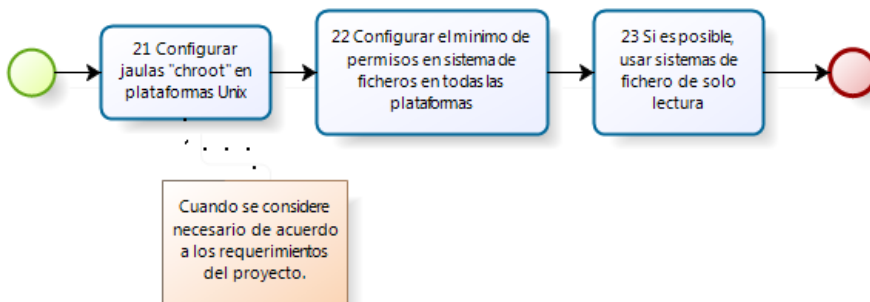 21 Configurar
jaulas "chroot" en
plataformas Unix
22 Configurar el minimo de
permisos en sistema de
ficheros en todas las
plataformas
23 Si es posible,
usar sistemas de
fichero de solo
lectura
Cuando se considere
necesario de acuerdo
a los requerimientos
del proyecto.